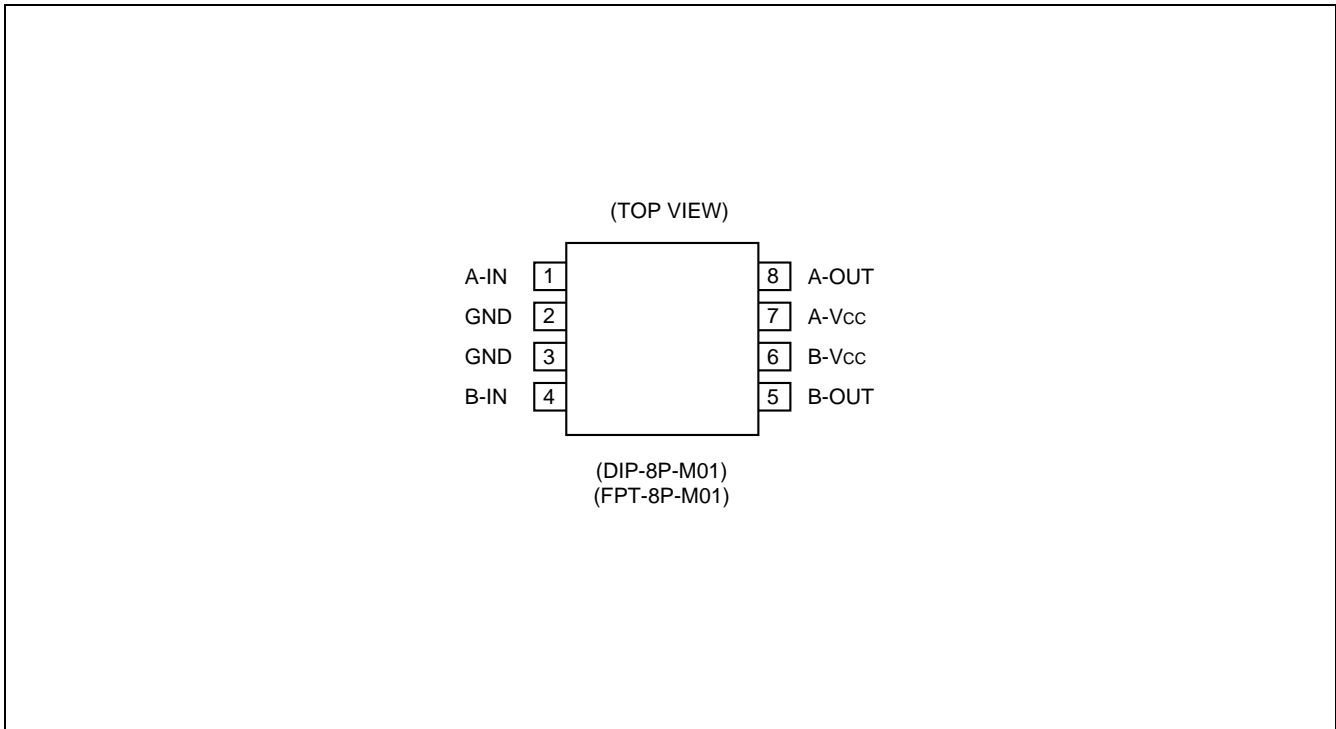 (TOP VIEW)
A-IN 1 8 A-OUT
GND 2 7 A-VCC
GND 3 6 B-VCC
B-IN 4 5 B-OUT
(DIP-8P-M01)
(FPT-8P-M01)